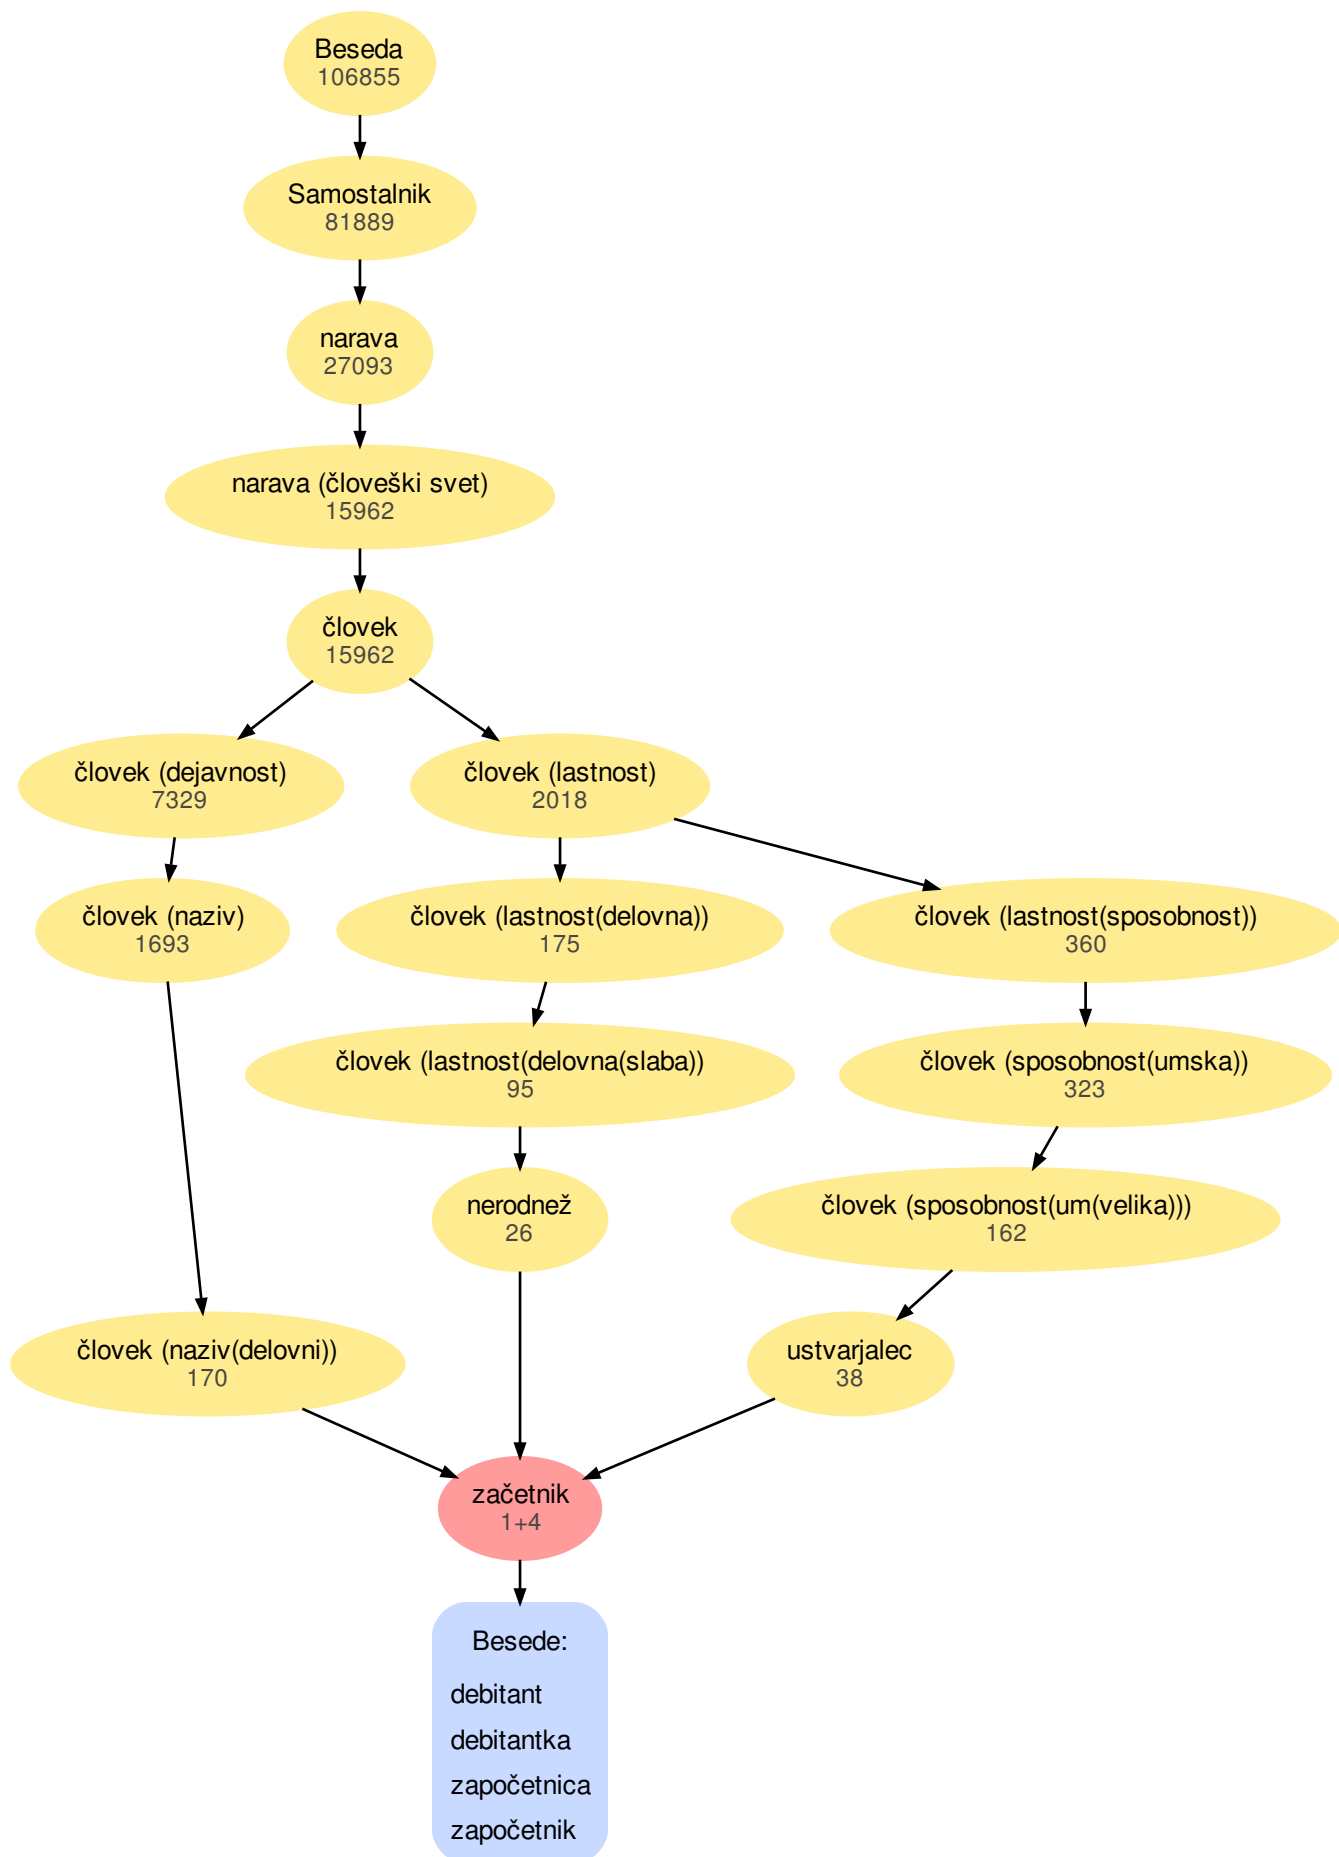 Beseda
106855
Samostalnik
81889
narava
27093
narava (človeški svet)
15962
človek
15962
človek (dejavnost)
7329
človek (lastnost)
2018
človek (naziv)
1693
človek (lastnost(delovna))
175
človek (lastnost(sposobnost))
360
človek (lastnost(delovna(slaba))
95
človek (sposobnost(umska))
323
nerodnež
26
človek (sposobnost(um(velika)))
162
človek (naziv(delovni))
170
ustvarjalec
38
začetnik
1+4
Besede:
debitant
debitantka
započetnica
započetnik